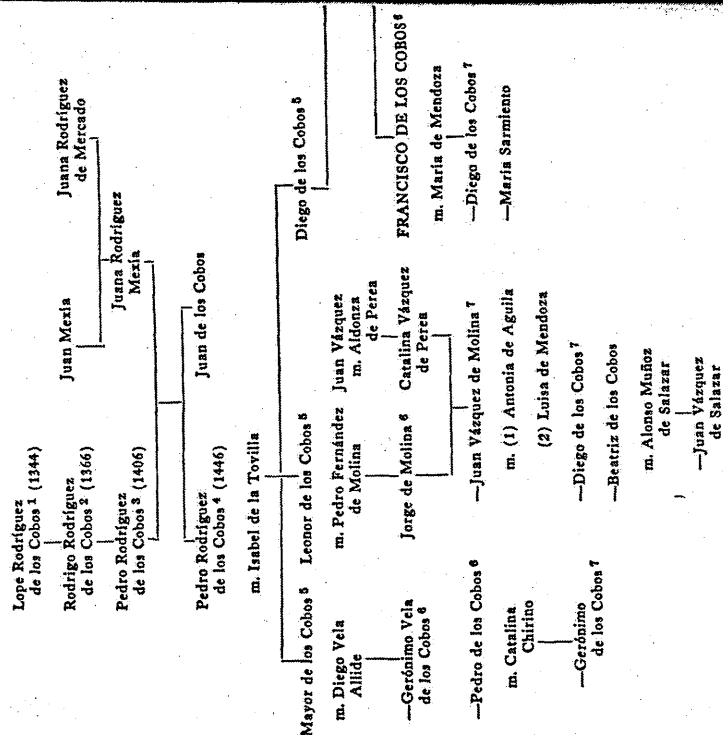 Lope Rodríguez
de los Cobos 1 (1344)
Rodrigo Rodríguez
de los Cobos 2 (1366)
Pedro Rodríguez
de los Cobos 3 (1406)
Juan Mexia
Juana Rodríguez
de Mercado
Juana Rodríguez
Mexia
Pedro Rodríguez
de los Cobos 4 (1446)
Juan de los Cobos
m. Isabel de la Tovilla
Mayor de los Cobos 5
m. Diego Vela
Allide
—Gerónimo Vela
de los Cobos 6
—Pedro de los Cobos 6
m. Catalina
Chirino
—Gerónimo
de los Cobos 7
Leonor de los Cobos 5
m. Pedro Fernández
de Molina
Jorge de Molina 6
Juan Vázquez
m. Aldonza
de Perea
Catalina Vázquez
de Perea
—Juan Vázquez de Molina 7
m. (1) Antonia de Aguila
(2) Luisa de Mendoza
—Diego de los Cobos 7
—Beatriz de los Cobos
m. Alonso Muñoz
de Salazar
—Juan Vázquez
de Salazar
Diego de los Cobos 5
FRANCISCO DE LOS COBOS 6
m. María de Mendoza
—Diego de los Cobos 7
—María Sarmiento